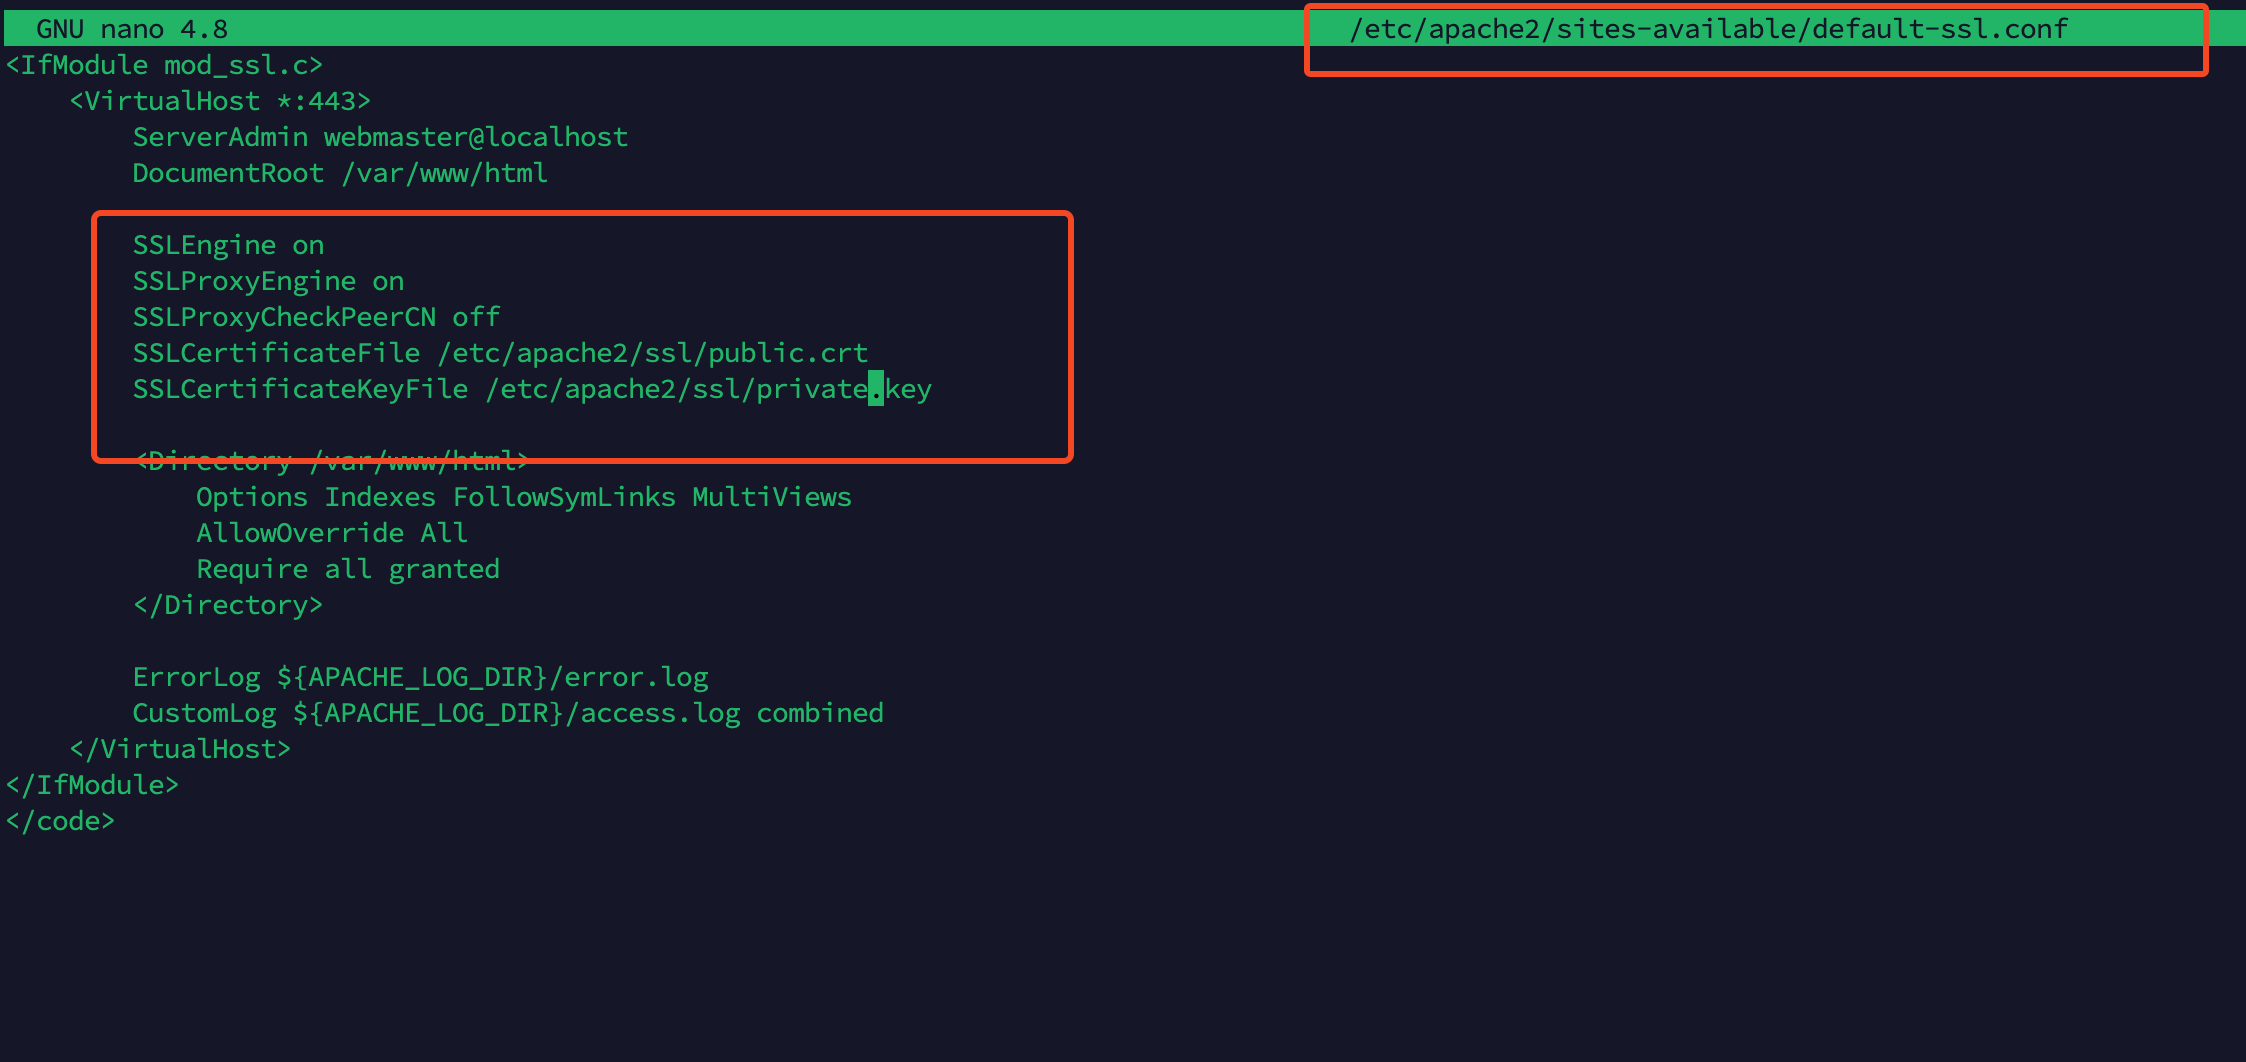 GNU nano 4.8 /etc/apache2/sites-available/default-ssl.conf
<IfModule mod_ssl.c>
    <VirtualHost *:443>
        ServerAdmin webmaster@localhost
        DocumentRoot /var/www/html

        SSLEngine on
        SSLProxyEngine on
        SSLProxyCheckPeerCN off
        SSLCertificateFile /etc/apache2/ssl/public.crt
        SSLCertificateKeyFile /etc/apache2/ssl/private.key

        <Directory /var/www/html>
            Options Indexes FollowSymLinks MultiViews
            AllowOverride All
            Require all granted
        </Directory>

        ErrorLog ${APACHE_LOG_DIR}/error.log
        CustomLog ${APACHE_LOG_DIR}/access.log combined
    </VirtualHost>
</IfModule>
</code>